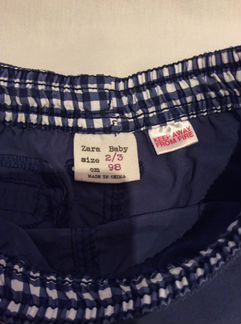 Zara Baby
size 2/3
cm 98
MADE IN CHINA
KEEP AWAY
FROM FIRE